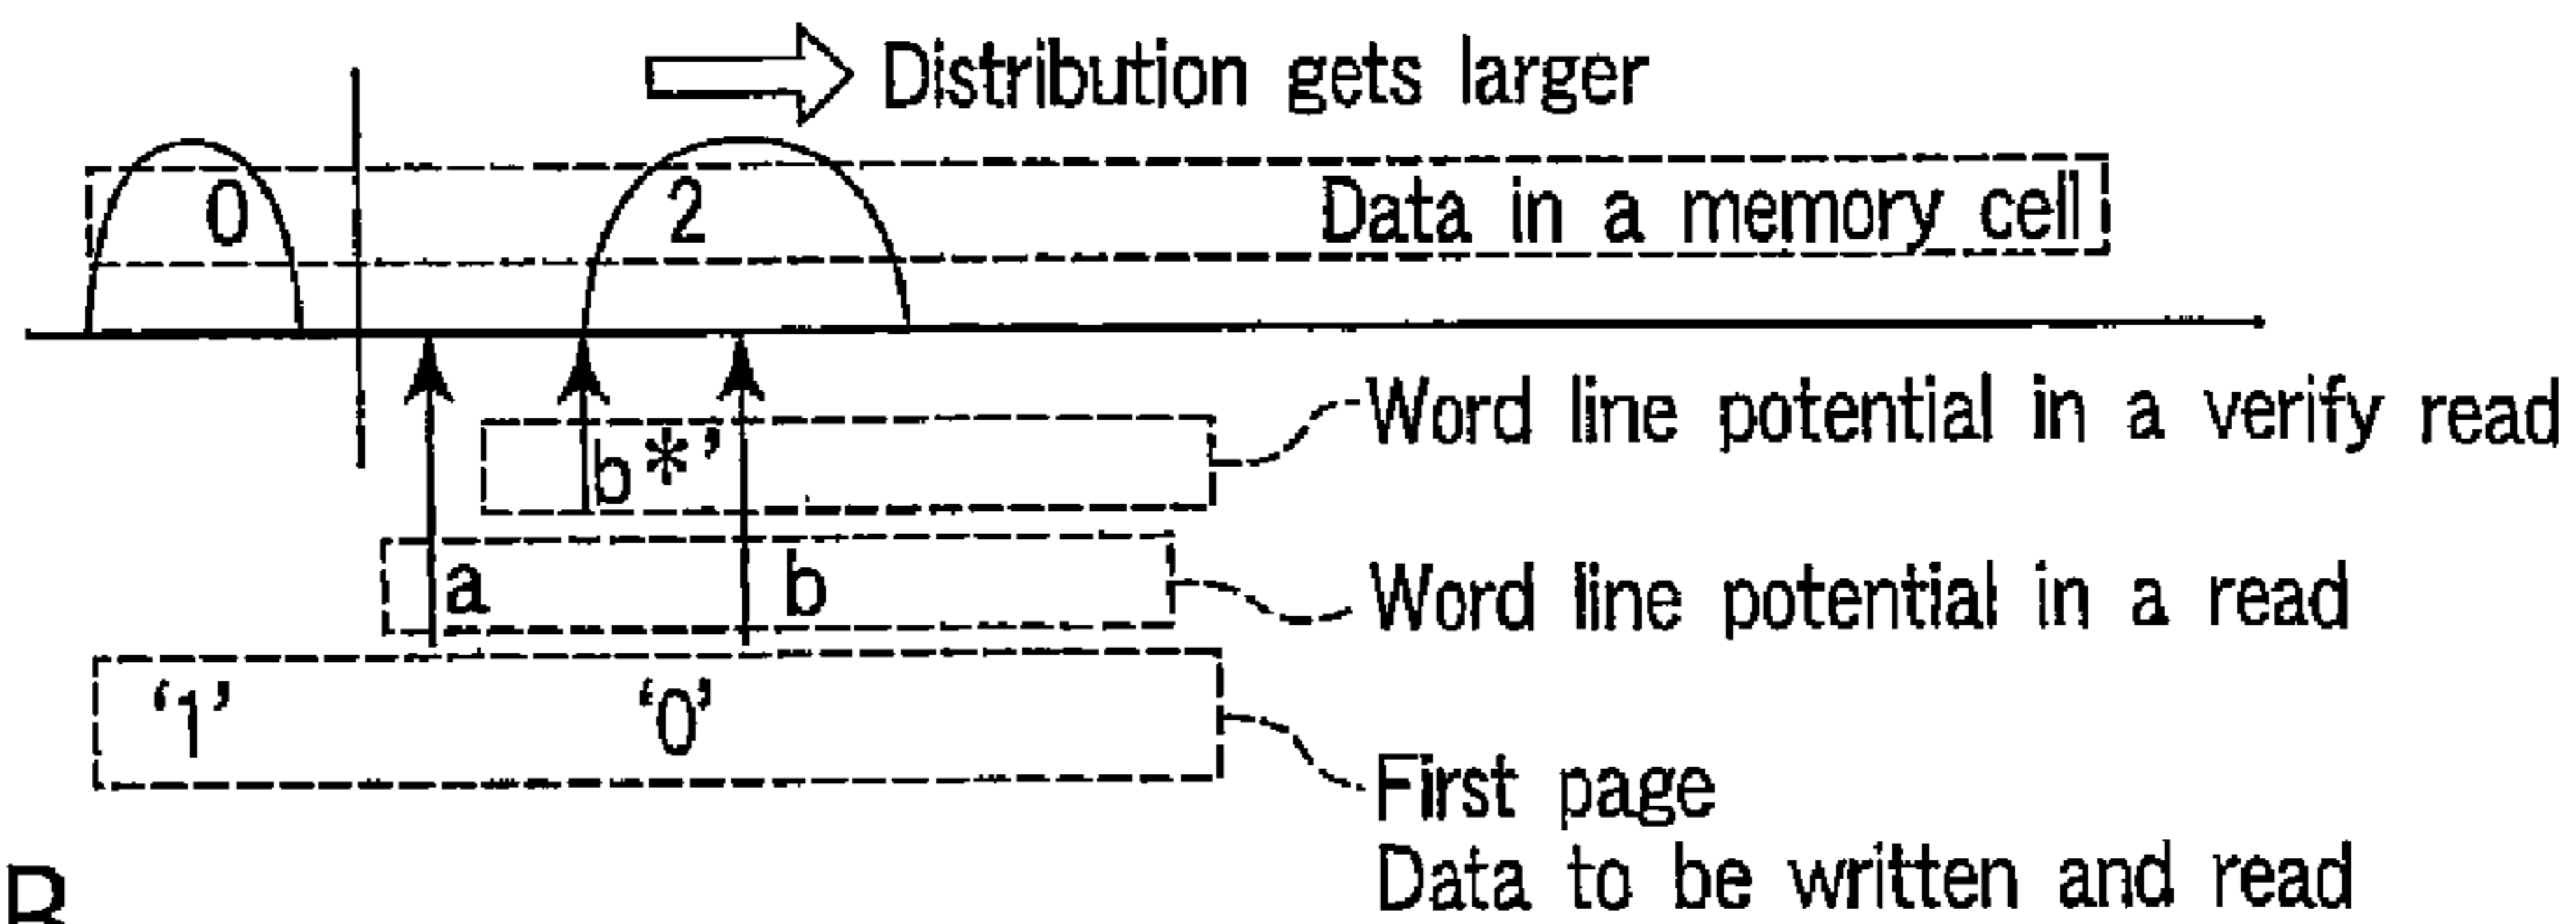 Distribution gets larger
0 2 Data in a memory cell
Word line potential in a verify read
b*'
a b
Word line potential in a read
'1' '0'
First page
Data to be written and read